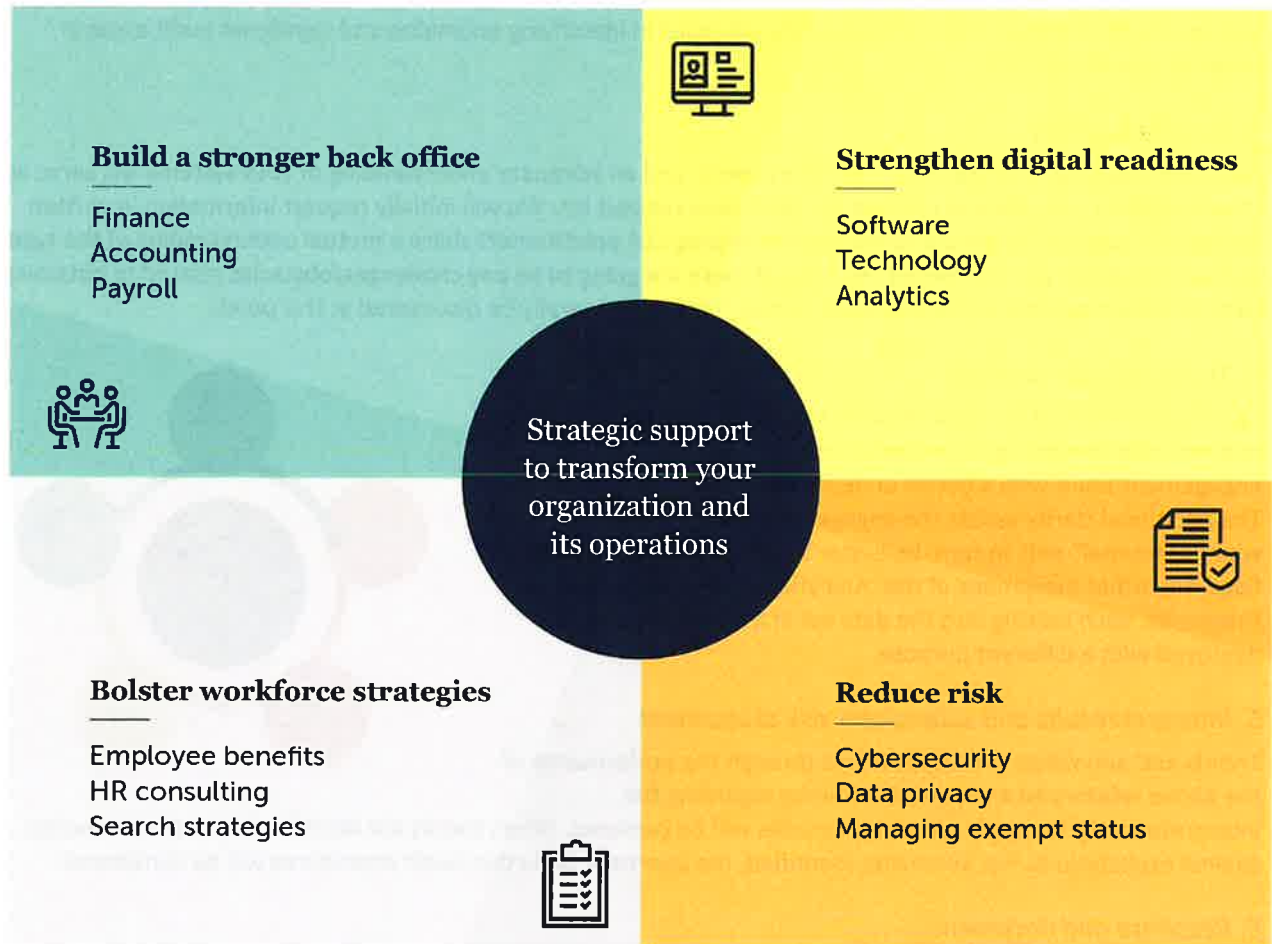 Build a stronger back office
Finance
Accounting
Payroll
Strengthen digital readiness
Software
Technology
Analytics
Strategic support
to transform your
organization and
its operations
Bolster workforce strategies
Employee benefits
HR consulting
Search strategies
Reduce risk
Cybersecurity
Data privacy
Managing exempt status